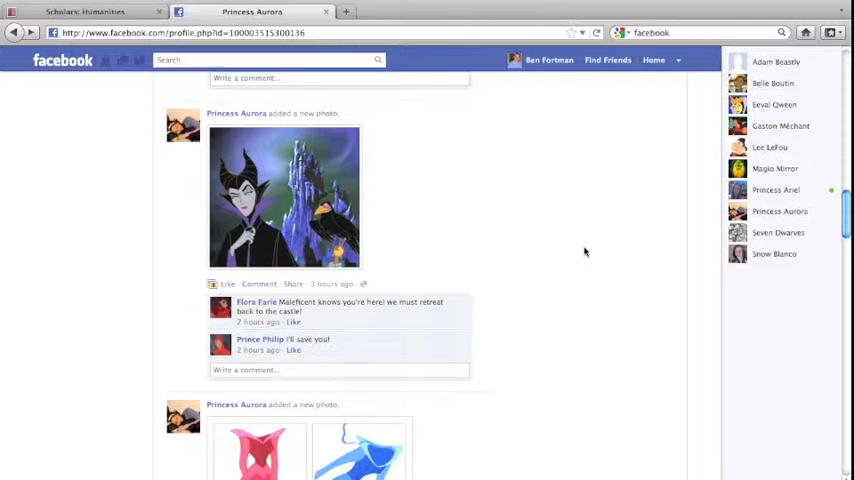 Scholars: Humanities
Princess Aurora
http://www.facebook.com/profile.php?id=100003515300136
facebook
facebook
Search
Ben Fortman
Find Friends
Home
Write a comment...
Princess Aurora added a new photo.
Like · Comment · Share · 3 hours ago
Flora Farie Maleficent knows you're here! we must retreat
back to the castle!
2 hours ago · Like
Prince Philip I'll save you!
2 hours ago · Like
Write a comment...
Princess Aurora added a new photo.
Adam Beastly
Belle Boutin
Eeval Qween
Gaston Méchant
Lee LeFou
Magio Mirror
Princess Ariel
Princess Aurora
Seven Dwarves
Snow Blanco